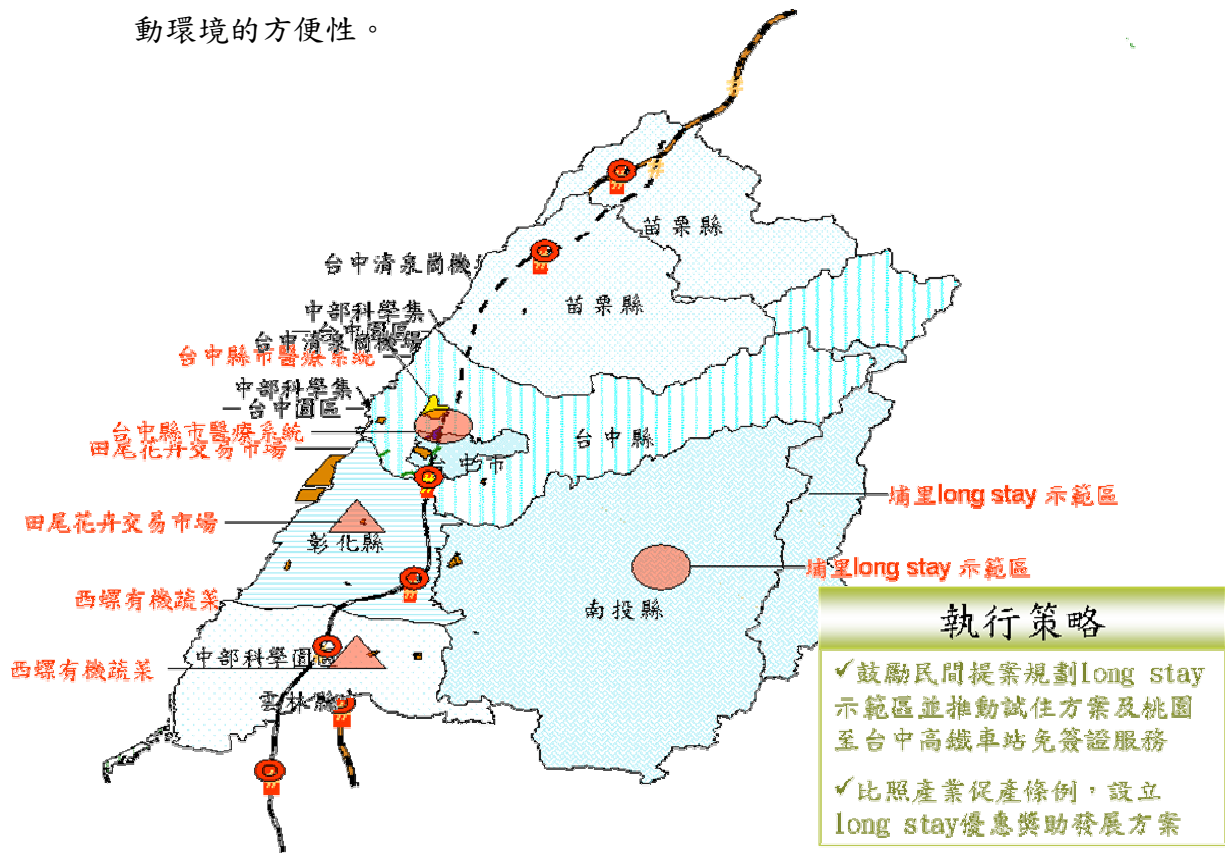 動環境的方便性。
苗栗縣
台中清泉崗機
苗栗縣
中部科學集
台中園區
台中清泉崗機場
台中縣市醫療系統
中部科學集
台中園區
台中縣市醫療系統
台中縣
田尾花卉交易市場
台中市
埔里long stay 示範區
田尾花卉交易市場
彰化縣
埔里long stay 示範區
西螺有機蔬菜
南投縣
西螺有機蔬菜
中部科學園區
雲林縣
執行策略
✓鼓勵民間提案規劃long stay
示範區並推動試住方案及桃園
至台中高鐵車站免簽證服務
✓比照產業促產條例，設立
long stay優惠獎助發展方案